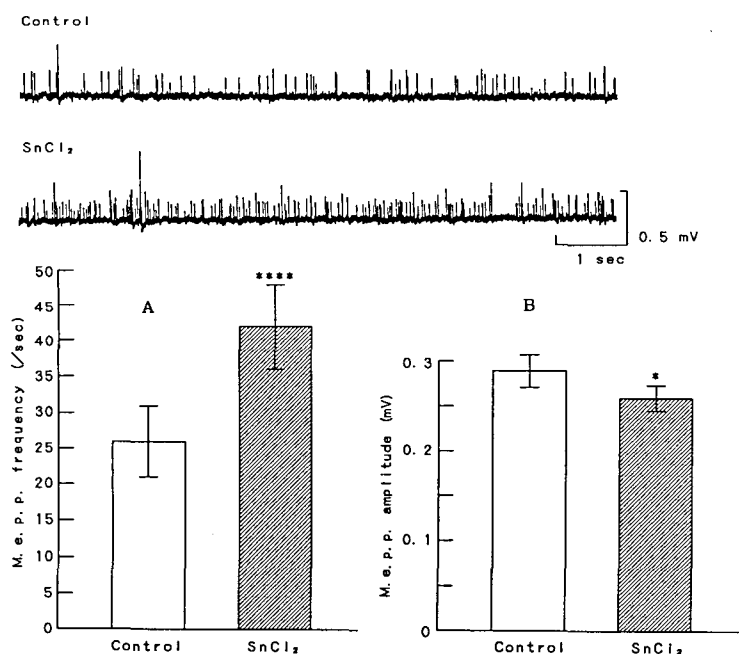 Control
SnCl₂
0.5 mV
1 sec
A
****
M.e.p.p. frequency (/sec)
50
45
40
35
30
25
20
15
10
5
0
Control
SnCl₂
B
*
M.e.p.p. amplitude (mV)
0.3
0.2
0.1
0
Control
SnCl₂